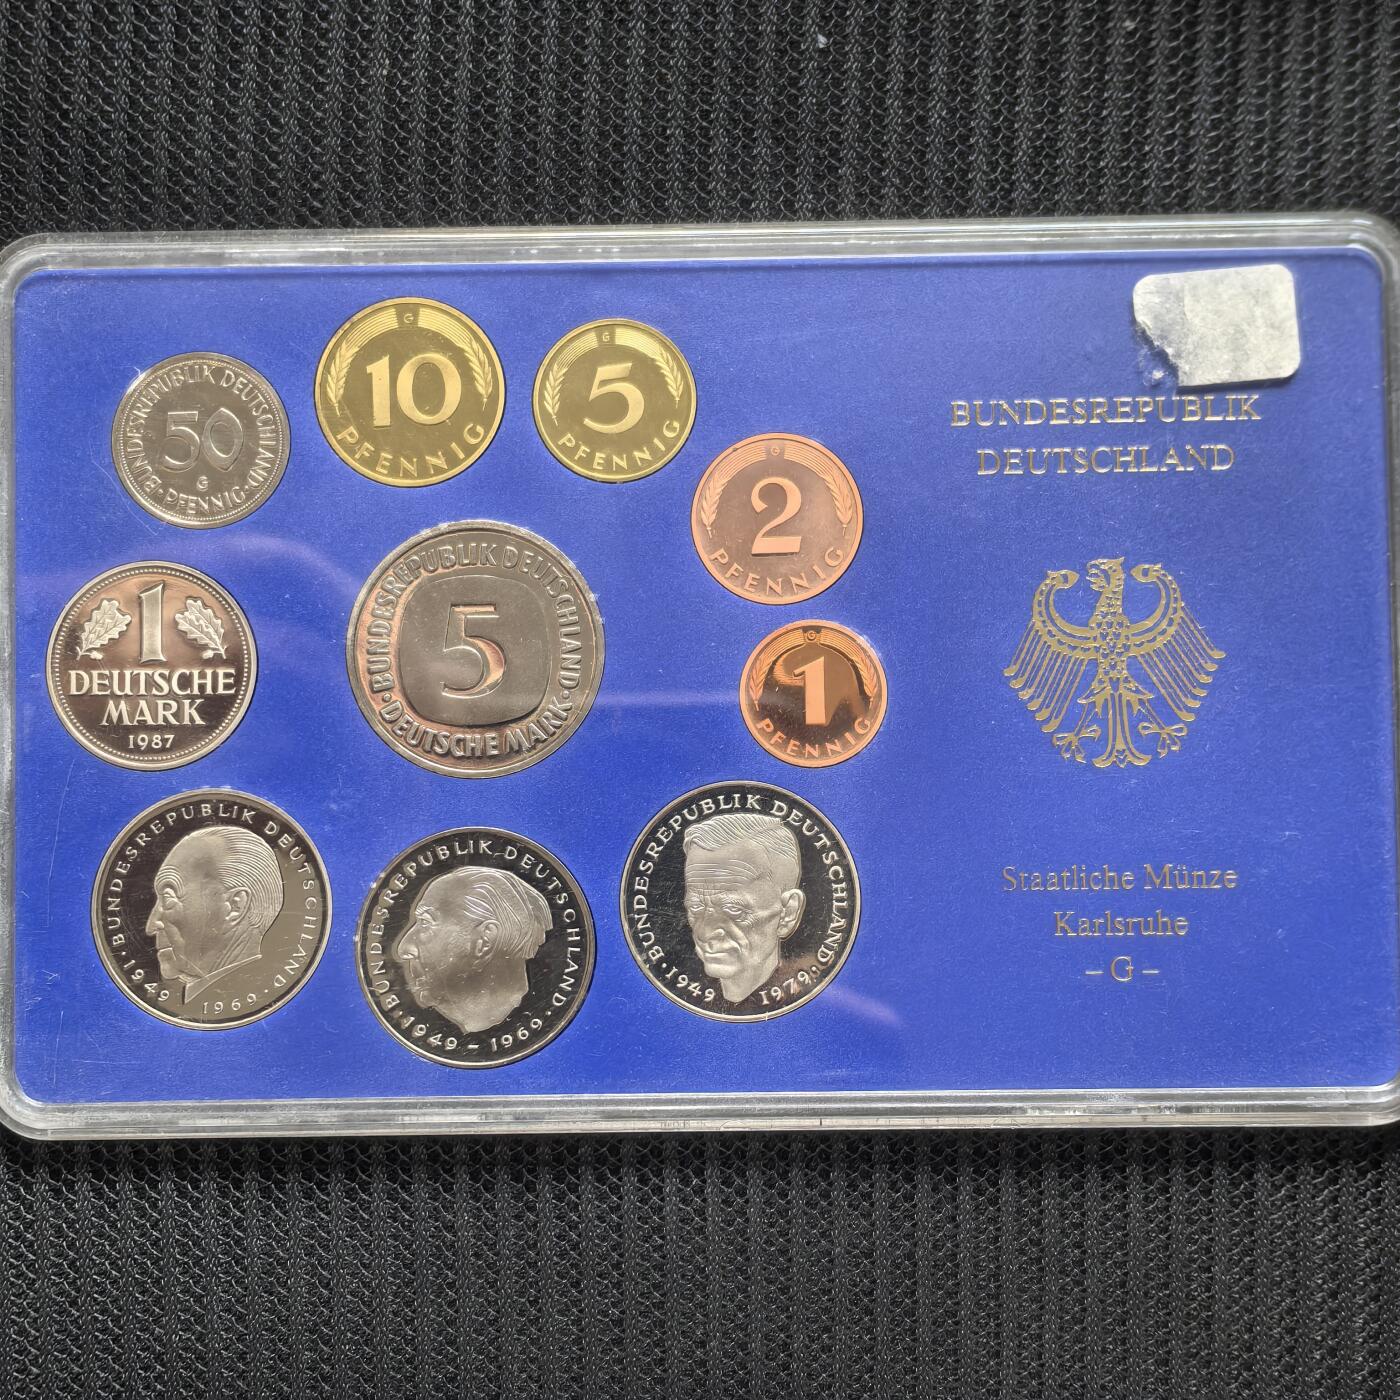 BUNDESREPUBLIK DEUTSCHLAND
50
G
PFENNIG
G
10
PFENNIG
G
5
PFENNIG
G
2
PFENNIG
BUNDESREPUBLIK
DEUTSCHLAND
1
DEUTSCHE
MARK
1987
BUNDESREPUBLIK DEUTSCHLAND
5
DEUTSCHE MARK
G
1
PFENNIG
BUNDESREPUBLIK DEUTSCHLAND
1949 1969
BUNDESREPUBLIK DEUTSCHLAND
1949 – 1969
BUNDESREPUBLIK DEUTSCHLAND
1949 1979
Staatliche Münze
Karlsruhe
– G –